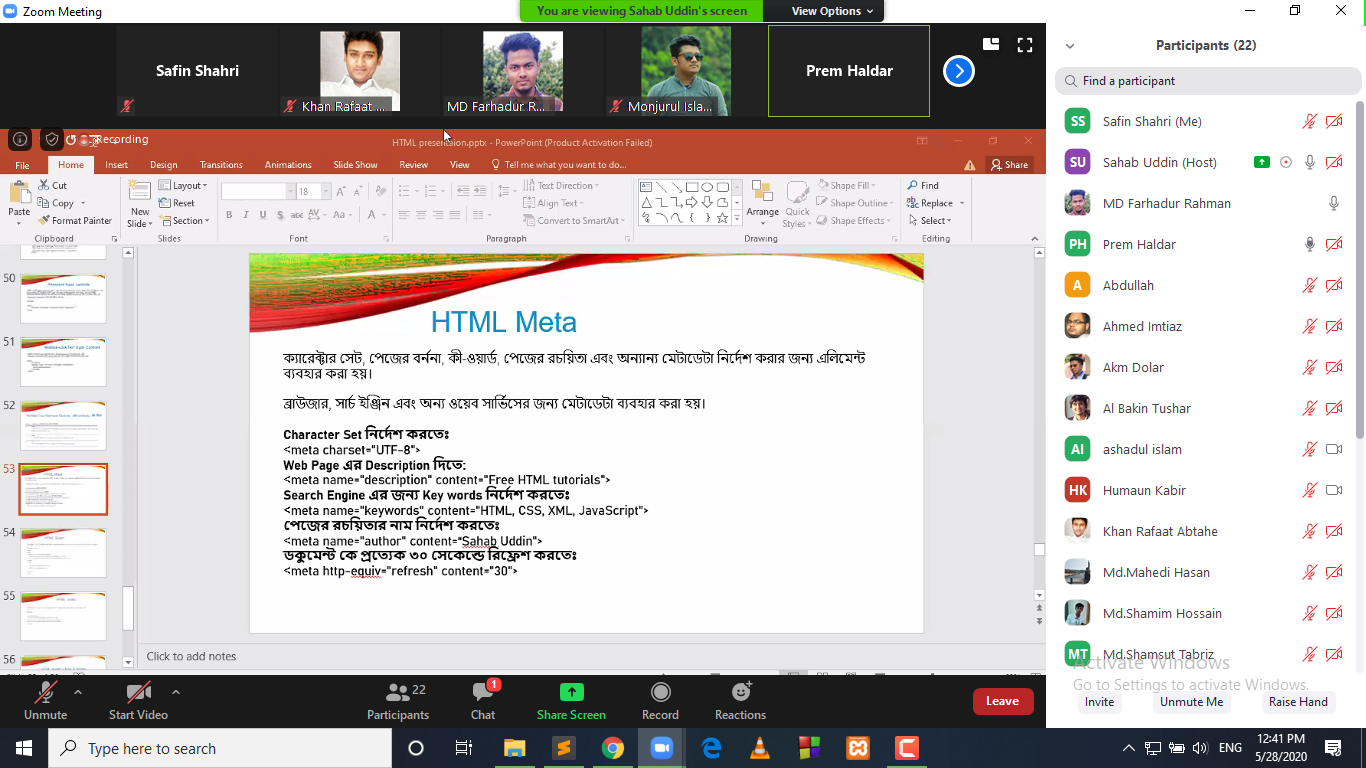 Zoom Meeting
You are viewing Sahab Uddin's screen
View Options
Safin Shahri
Khan Rafaat ...
MD Farhadur R...
Monjurul Isla...
Prem Haldar
Recording
HTML presentaion.pptx - PowerPoint (Product Activation Failed)
File Home Insert Design Transitions Animations Slide Show Review View Tell me what you want to do... Share
Paste
Cut
Copy
Format Painter
Clipboard
New Slide
Layout
Reset
Section
Slides
18
B I U S abc AV Aa A
Font
Text Direction
Align Text
Convert to SmartArt
Paragraph
Arrange
Quick Styles
Shape Fill
Shape Outline
Shape Effects
Drawing
Find
Replace
Select
Editing
50
51
52
53
54
55
56
HTML Meta
ক্যারেক্টার সেট, পেজের বর্ননা, কী-ওয়ার্ড, পেজের রচয়িতা এবং অন্যান্য মেটাডেটা নির্দেশ করার জন্য এলিমেন্ট
ব্যবহার করা হয়।
ব্রাউজার, সার্চ ইঞ্জিন এবং অন্য ওয়েব সার্ভিসের জন্য মেটাডেটা ব্যবহার করা হয়।
Character Set নির্দেশ করতেঃ
<meta charset="UTF-8">
Web Page এর Description দিতে:
<meta name="description" content="Free HTML tutorials">
Search Engine এর জন্য Key words নির্দেশ করতেঃ
<meta name="keywords" content="HTML, CSS, XML, JavaScript">
পেজের রচয়িতার নাম নির্দেশ করতেঃ
<meta name="author" content="Sahab Uddin">
ডকুমেন্ট কে প্রত্যেক ৩০ সেকেন্ডে রিফ্রেশ করতেঃ
<meta http-equiv="refresh" content="30">
Click to add notes
Participants (22)
Find a participant
SS Safin Shahri (Me)
SU Sahab Uddin (Host)
MD Farhadur Rahman
PH Prem Haldar
A Abdullah
Ahmed Imtiaz
Akm Dolar
Al Bakin Tushar
AI ashadul islam
HK Humaun Kabir
Khan Rafaat Abtahe
Md.Mahedi Hasan
Md.Shamim Hossain
MT Md.Shamsut Tabriz
Activate Windows
Go to Settings to activate Windows.
Invite Unmute Me Raise Hand
Unmute
Start Video
22
Participants
1
Chat
Share Screen
Record
Reactions
Leave
Type here to search
ENG
12:41 PM
5/28/2020